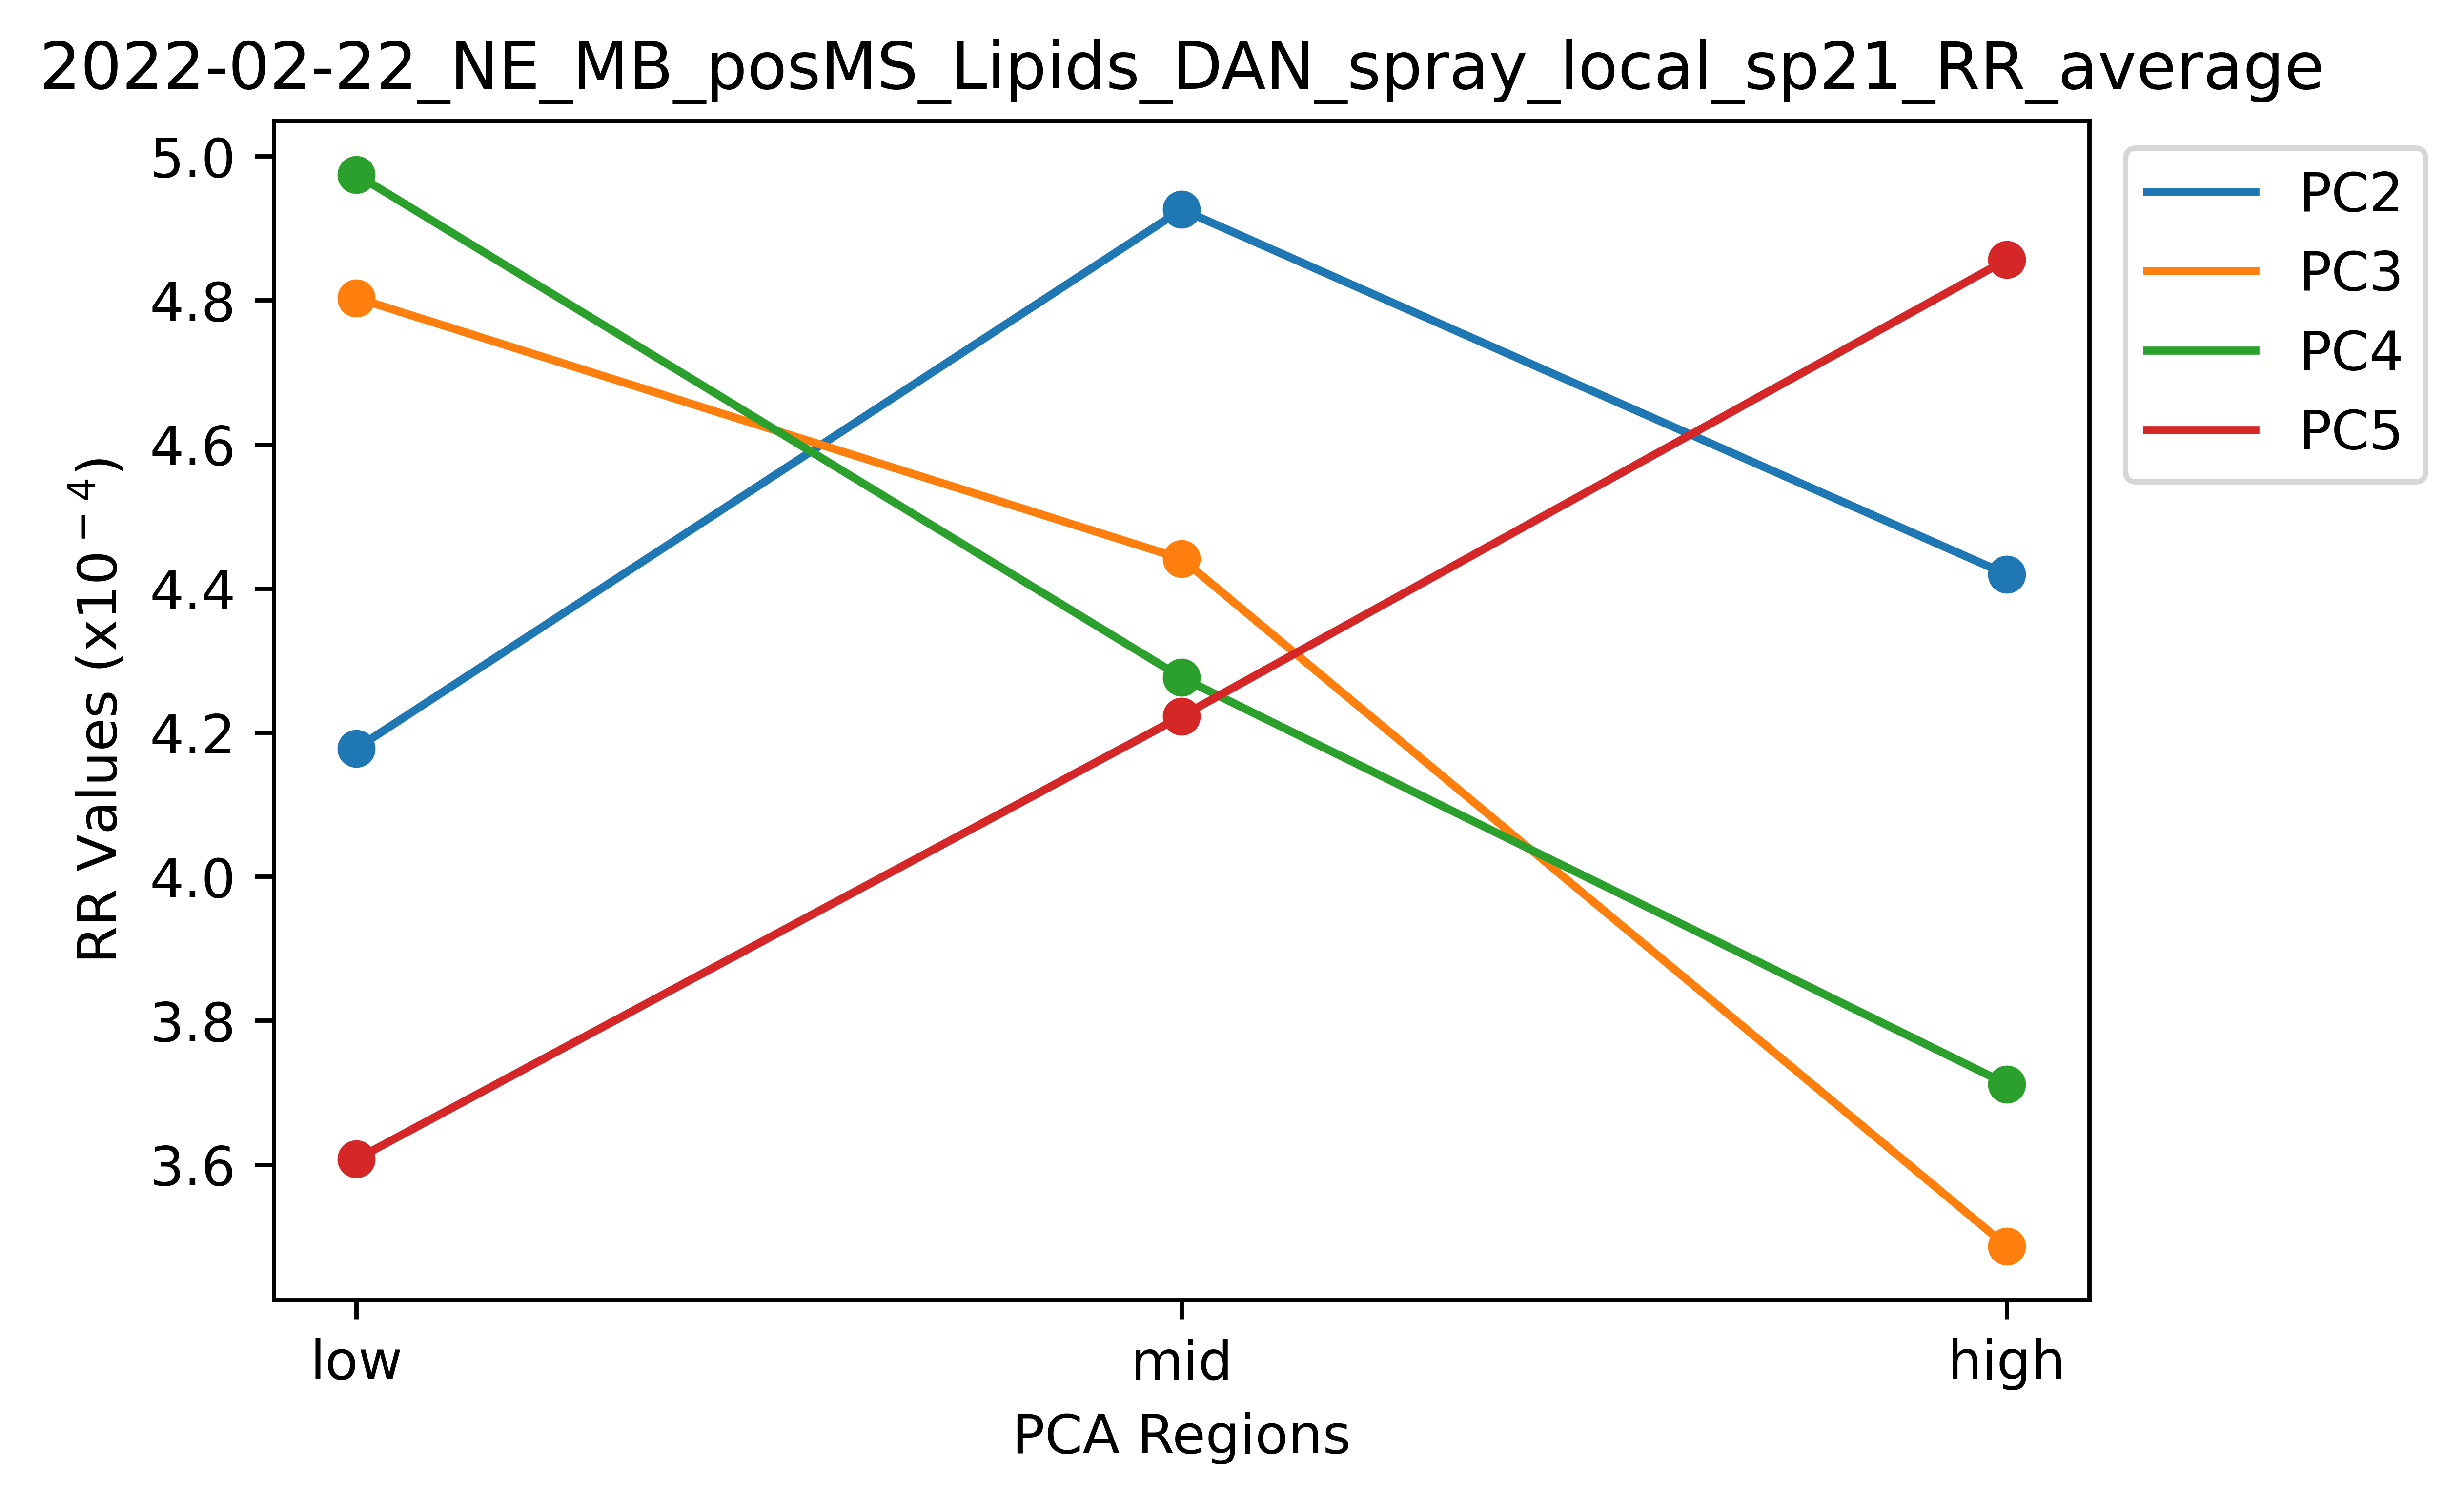 2022-02-22_NE_MB_posMS_Lipids_DAN_spray_local_sp21_RR_average
5.0
4.8
4.6
4.4
4.2
4.0
3.8
3.6
RR Values (x10⁻⁴)
low
mid
high
PCA Regions
PC2
PC3
PC4
PC5